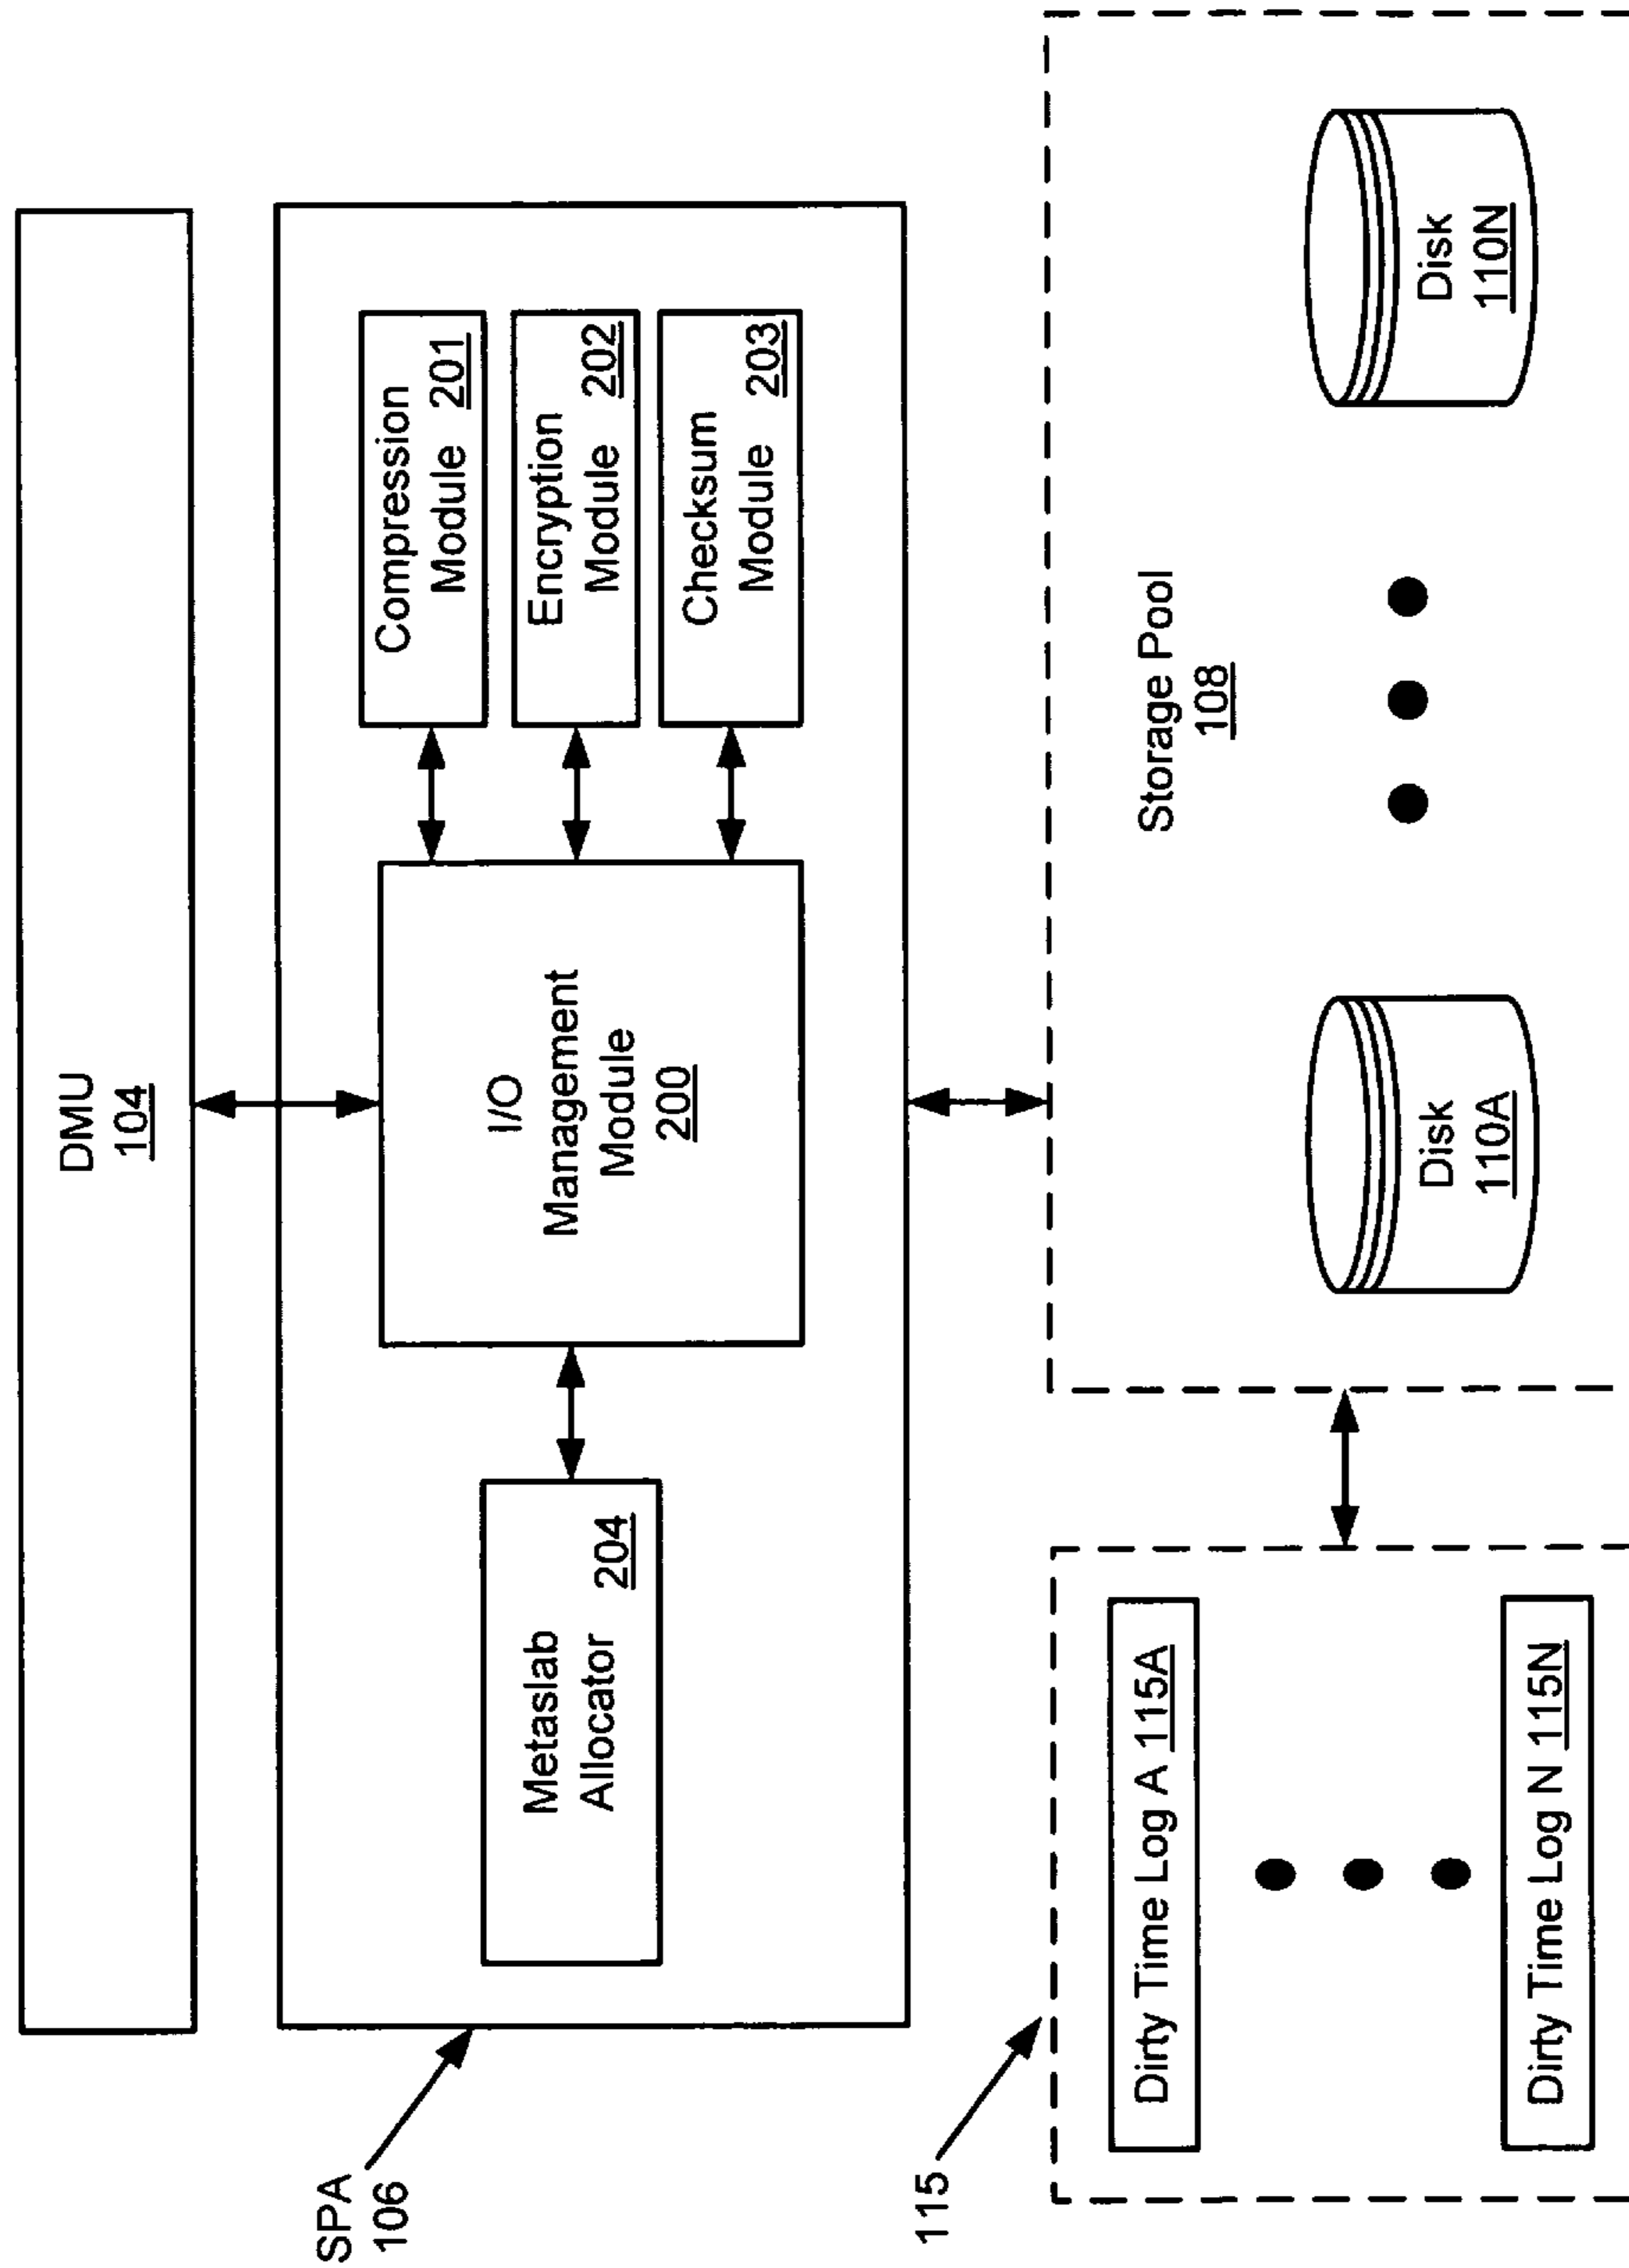 DMU
104
SPA
106
Metaslab
Allocator 204
I/O
Management
Module
200
Compression
Module 201
Encryption
Module 202
Checksum
Module 203
115
Dirty Time Log A 115A
Dirty Time Log N 115N
Storage Pool
108
Disk
110A
Disk
110N